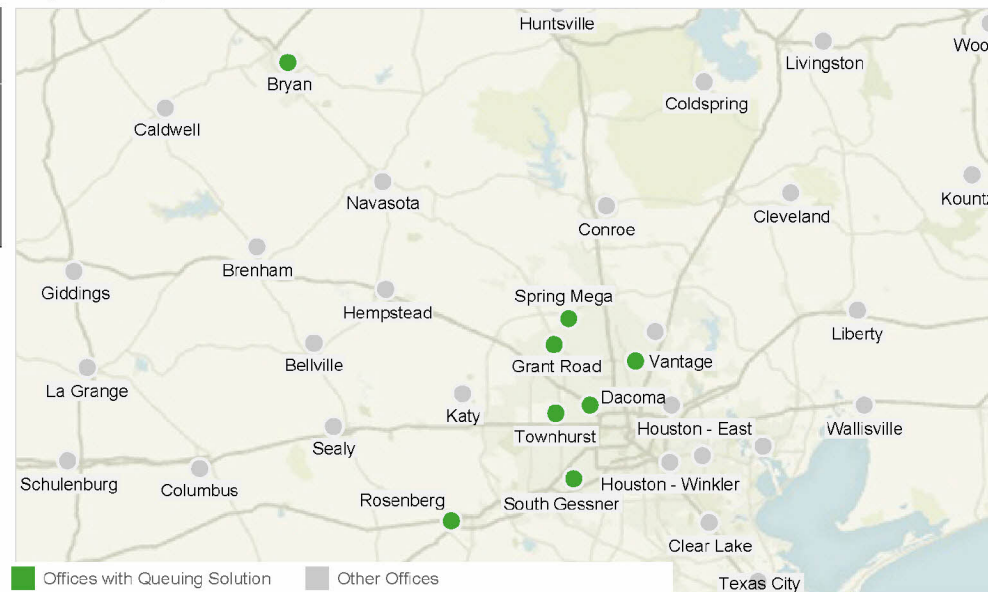 Huntsville
Woo
Livingston
Bryan
Coldspring
Caldwell
Navasota
Kountz
Cleveland
Conroe
Brenham
Giddings
Spring Mega
Hempstead
Liberty
Grant Road
Vantage
Bellville
La Grange
Dacoma
Katy
Houston - East
Wallisville
Townhurst
Sealy
Schulenburg
Columbus
Houston - Winkler
Rosenberg
South Gessner
Clear Lake
Offices with Queuing Solution
Other Offices
Texas City